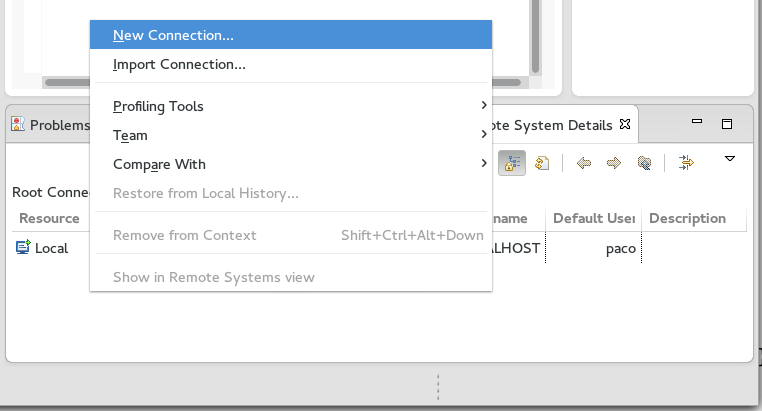 New Connection...
Import Connection...
Profiling Tools
Team
Compare With
Restore from Local History...
Remove from Context Shift+Ctrl+Alt+Down
Show in Remote Systems view
Problems
ote System Details
Root Conne
Resource
name Default User Description
Local
ALHOST paco